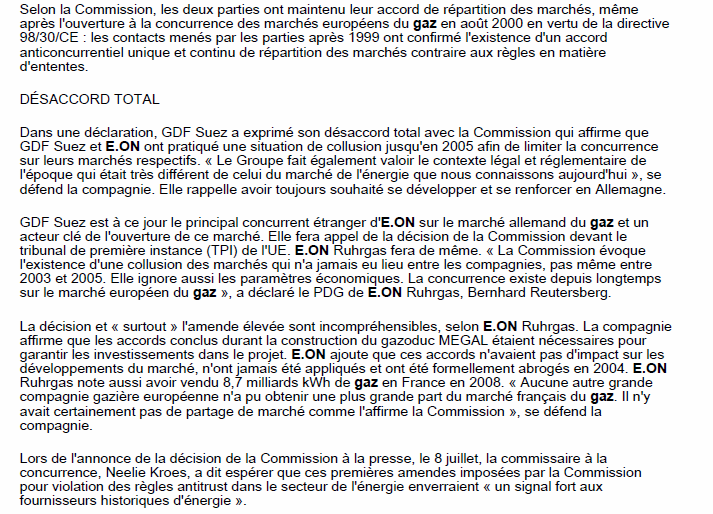 Selon la Commission, les deux parties ont maintenu leur accord de répartition des marchés, même
après l'ouverture à la concurrence des marchés européens du gaz en août 2000 en vertu de la directive
98/30/CE : les contacts menés par les parties après 1999 ont confirmé l'existence d'un accord
anticoncurrentiel unique et continu de répartition des marchés contraire aux règles en matière
d'ententes.
DÉSACCORD TOTAL
Dans une déclaration, GDF Suez a exprimé son désaccord total avec la Commission qui affirme que
GDF Suez et E.ON ont pratiqué une situation de collusion jusqu'en 2005 afin de limiter la concurrence
sur leurs marchés respectifs. « Le Groupe fait également valoir le contexte légal et réglementaire de
l'époque qui était très différent de celui du marché de l'énergie que nous connaissons aujourd'hui », se
défend la compagnie. Elle rappelle avoir toujours souhaité se développer et se renforcer en Allemagne.
GDF Suez est à ce jour le principal concurrent étranger d'E.ON sur le marché allemand du gaz et un
acteur clé de l'ouverture de ce marché. Elle fera appel de la décision de la Commission devant le
tribunal de première instance (TPI) de l'UE. E.ON Ruhrgas fera de même. « La Commission évoque
l'existence d'une collusion des marchés qui n'a jamais eu lieu entre les compagnies, pas même entre
2003 et 2005. Elle ignore aussi les paramètres économiques. La concurrence existe depuis longtemps
sur le marché européen du gaz », a déclaré le PDG de E.ON Ruhrgas, Bernhard Reutersberg.
La décision et « surtout » l'amende élevée sont incompréhensibles, selon E.ON Ruhrgas. La compagnie
affirme que les accords conclus durant la construction du gazoduc MEGAL étaient nécessaires pour
garantir les investissements dans le projet. E.ON ajoute que ces accords n'avaient pas d'impact sur les
développements du marché, n'ont jamais été appliqués et ont été formellement abrogés en 2004. E.ON
Ruhrgas note aussi avoir vendu 8,7 milliards kWh de gaz en France en 2008. « Aucune autre grande
compagnie gazière européenne n'a pu obtenir une plus grande part du marché français du gaz. Il n'y
avait certainement pas de partage de marché comme l'affirme la Commission », se défend la
compagnie.
Lors de l'annonce de la décision de la Commission à la presse, le 8 juillet, la commissaire à la
concurrence, Neelie Kroes, a dit espérer que ces premières amendes imposées par la Commission
pour violation des règles antitrust dans le secteur de l'énergie enverraient « un signal fort aux
fournisseurs historiques d'énergie ».